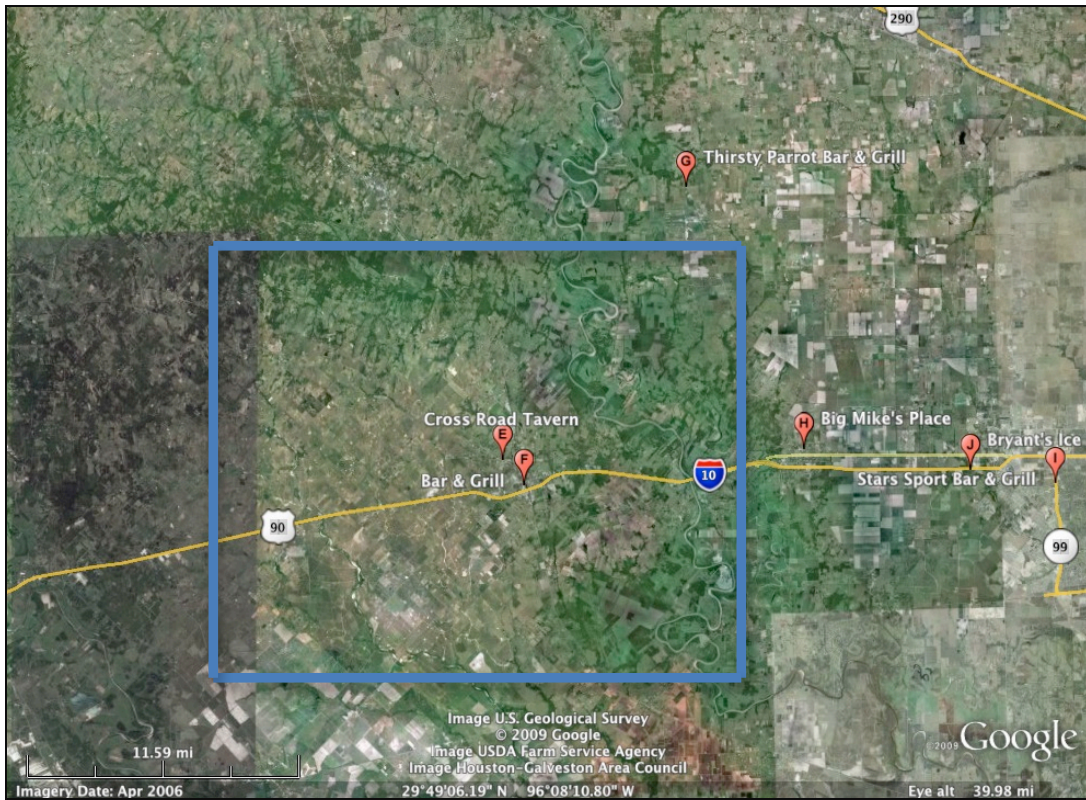 290
G
Thirsty Parrot Bar & Grill
Cross Road Tavern
E
H
Big Mike's Place
F
Bar & Grill
J
Bryant's Ice
I
10
Stars Sport Bar & Grill
90
99
Image U.S. Geological Survey
© 2009 Google
Image USDA Farm Service Agency
Image Houston-Galveston Area Council
11.59 mi
©2009 Google
Imagery Date: Apr 2006
29°49'06.19" N 96°08'10.80" W
Eye alt 39.98 mi